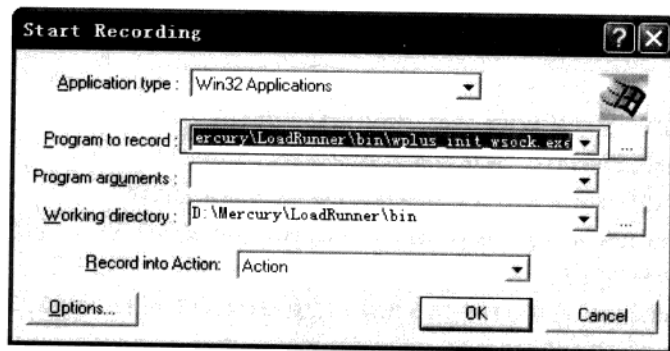 Start Recording
Application type : Win32 Applications
Program to record : ercury\LoadRunner\bin\wplus_init_wsock.exe ...
Program arguments :
Working directory : D:\Mercury\LoadRunner\bin ...
Record into Action: Action
Options... OK Cancel